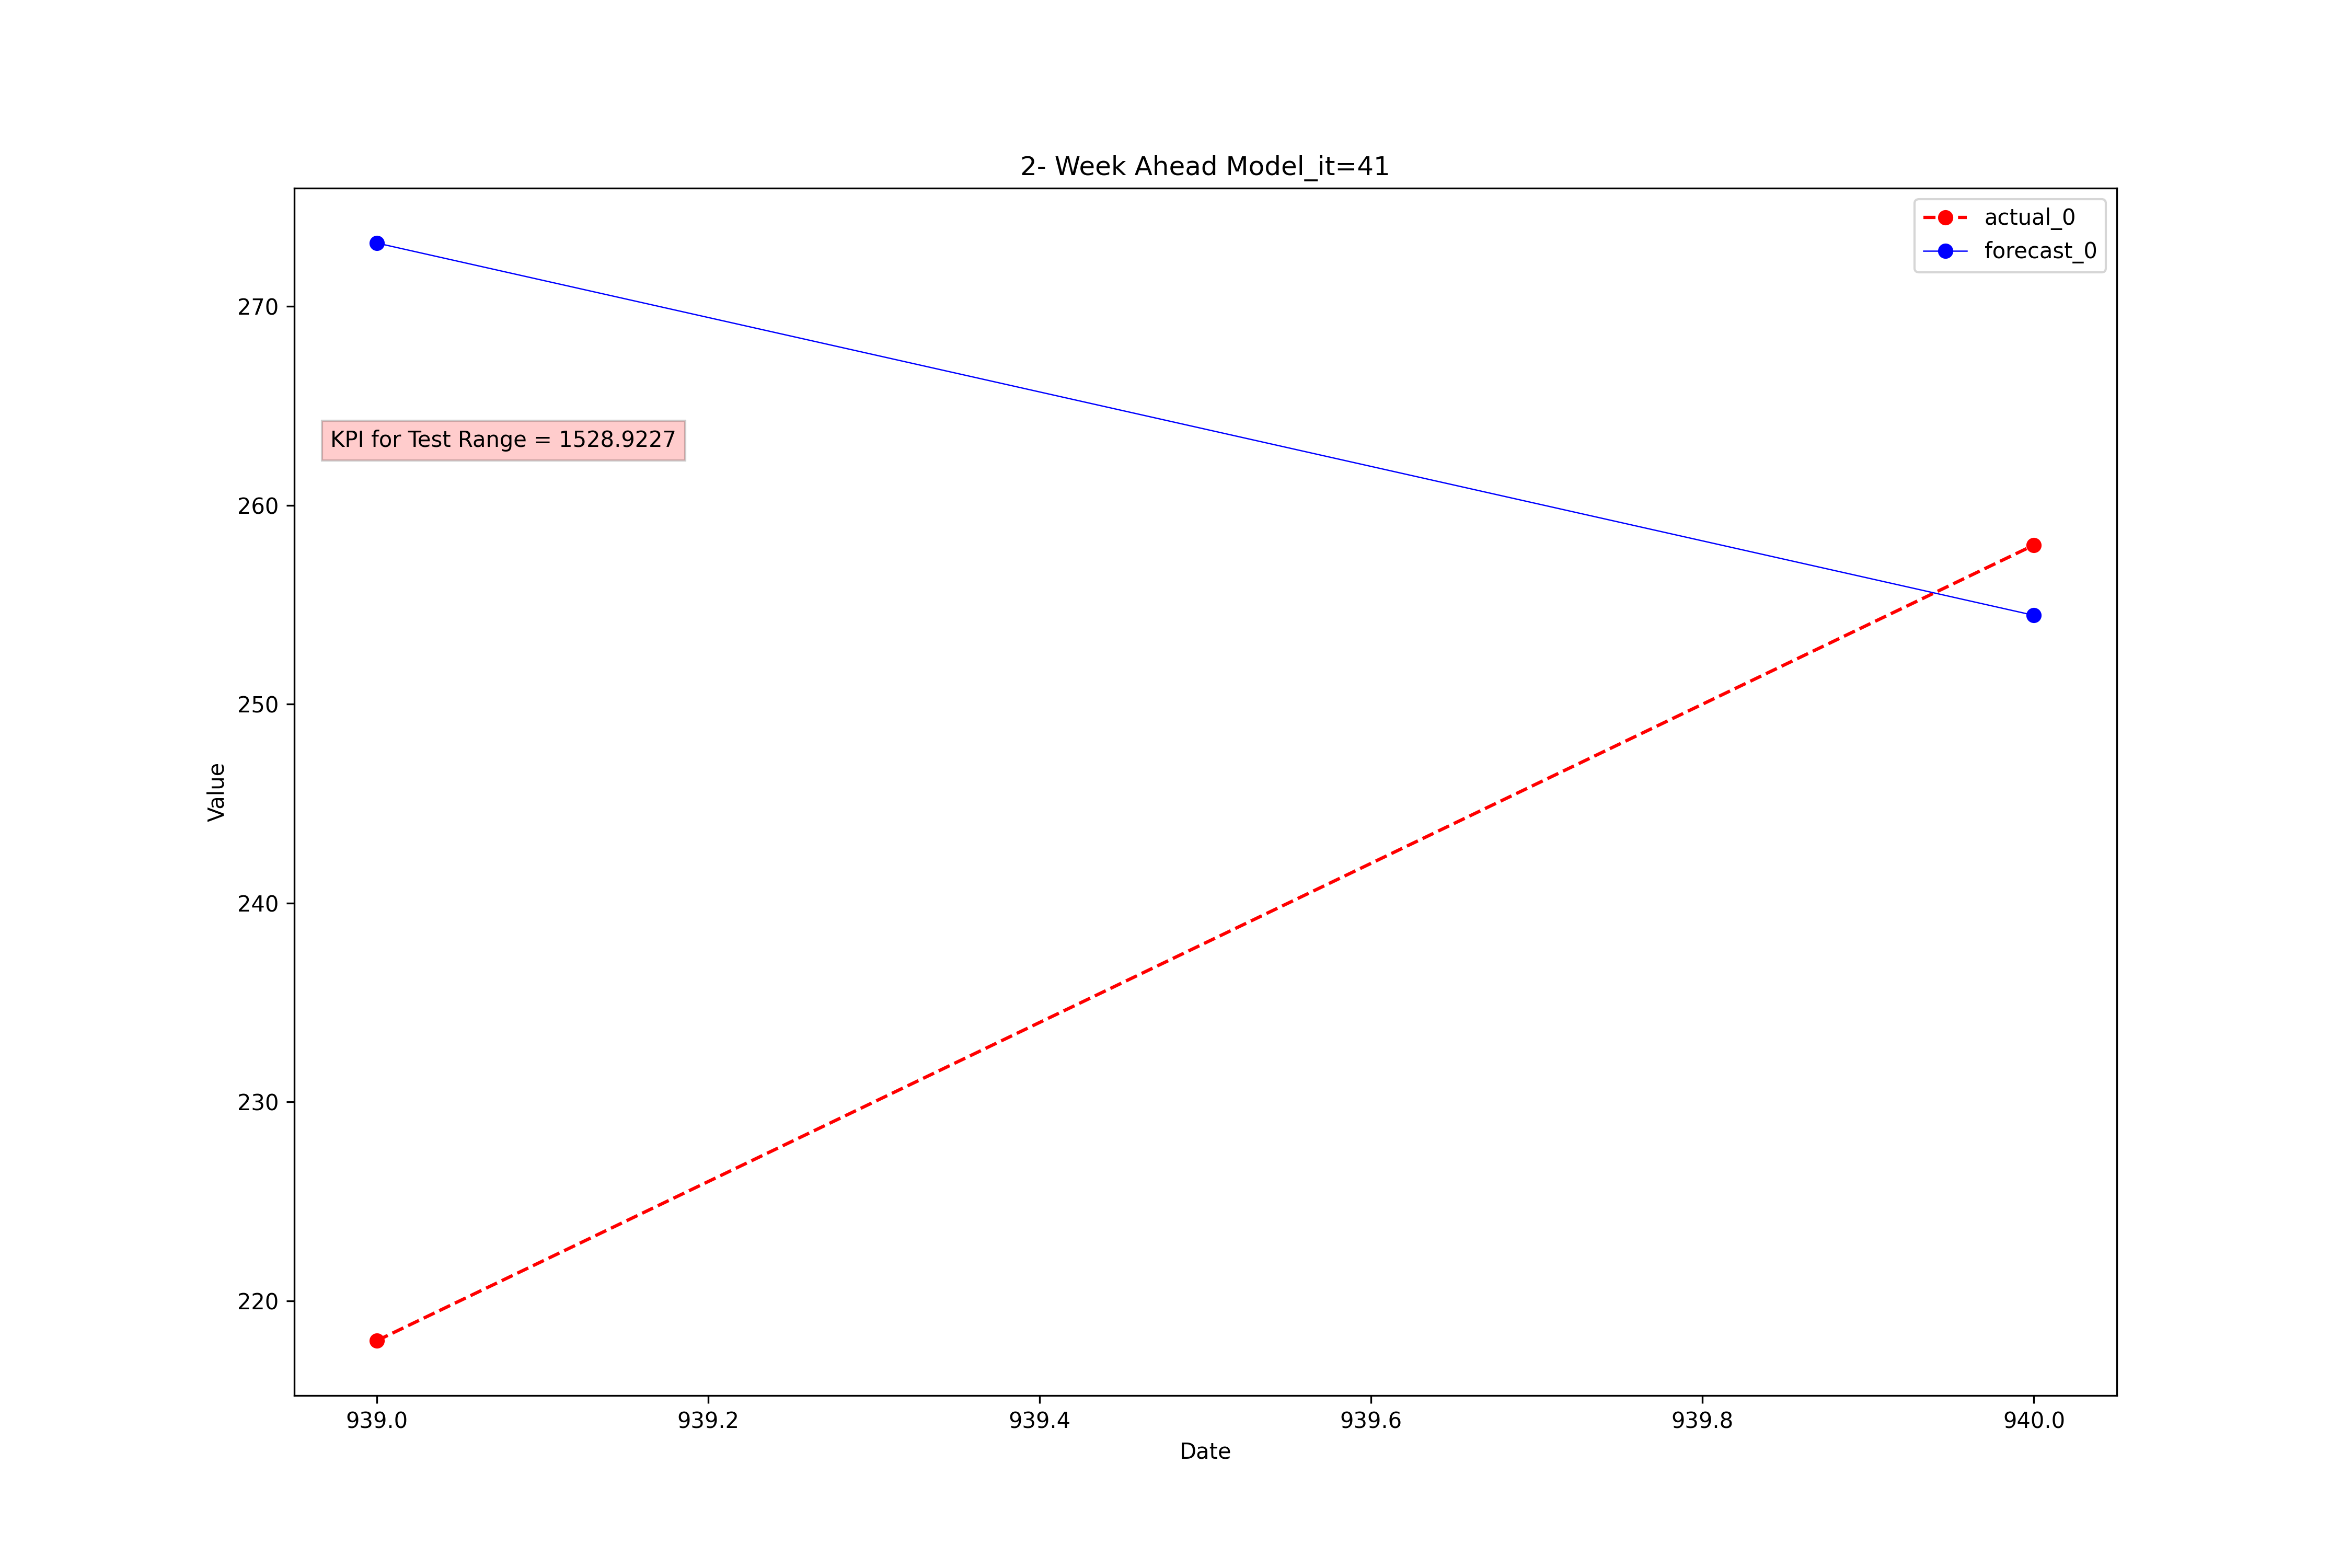 2- Week Ahead Model_it=41
actual_0
forecast_0
KPI for Test Range = 1528.9227
270
260
250
240
230
220
Value
939.0 939.2 939.4 939.6 939.8 940.0
Date